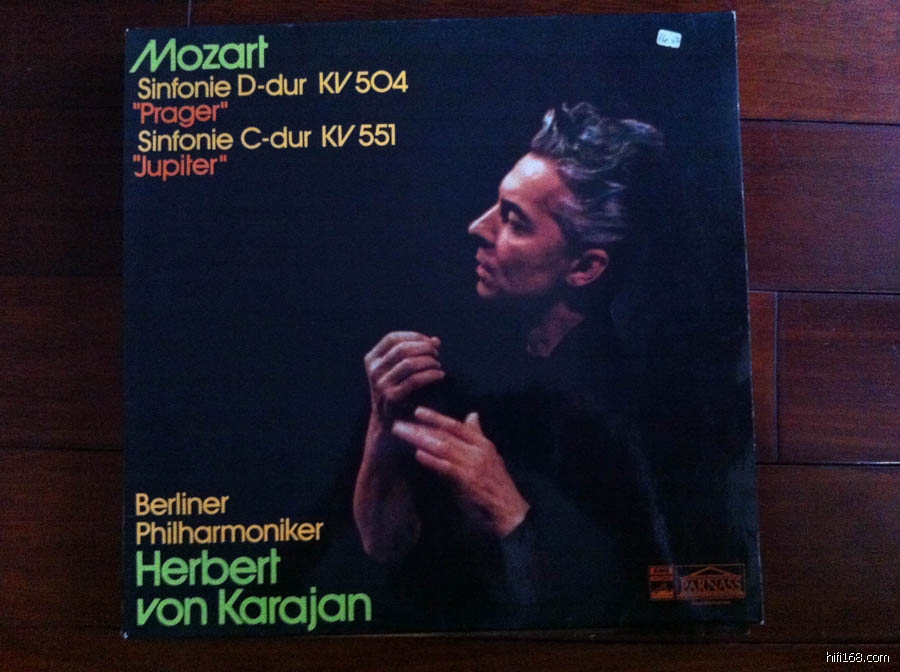 Mozart
Sinfonie D-dur KV 504
"Prager"
Sinfonie C-dur KV 551
"Jupiter"
Berliner
Philharmoniker
Herbert
von Karajan
PARNASS
hifi168.com